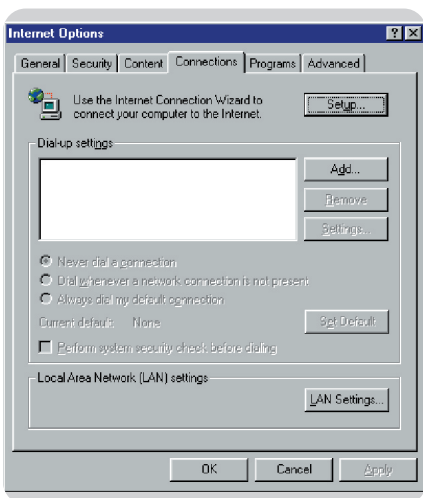 Internet Options
General Security Content Connections Programs Advanced
Use the Internet Connection Wizard to
connect your computer to the Internet.
Setup...
Dial-up settings
Add...
Remove
Settings...
Never dial a connection
Dial whenever a network connection is not present
Always dial my default connection
Current default: None
Set Default
Perform system security check before dialing
Local Area Network (LAN) settings
LAN Settings...
OK Cancel Apply